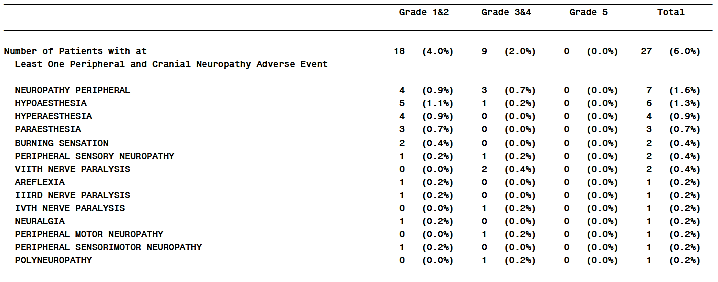 Grade 1&2 Grade 3&4 Grade 5 Total
Number of Patients with at 18 (4.0%) 9 (2.0%) 0 (0.0%) 27 (6.0%)
Least One Peripheral and Cranial Neuropathy Adverse Event
NEUROPATHY PERIPHERAL 4 (0.9%) 3 (0.7%) 0 (0.0%) 7 (1.6%)
HYPOAESTHESIA 5 (1.1%) 1 (0.2%) 0 (0.0%) 6 (1.3%)
HYPERAESTHESIA 4 (0.9%) 0 (0.0%) 0 (0.0%) 4 (0.9%)
PARAESTHESIA 3 (0.7%) 0 (0.0%) 0 (0.0%) 3 (0.7%)
BURNING SENSATION 2 (0.4%) 0 (0.0%) 0 (0.0%) 2 (0.4%)
PERIPHERAL SENSORY NEUROPATHY 1 (0.2%) 1 (0.2%) 0 (0.0%) 2 (0.4%)
VIITH NERVE PARALYSIS 0 (0.0%) 2 (0.4%) 0 (0.0%) 2 (0.4%)
AREFLEXIA 1 (0.2%) 0 (0.0%) 0 (0.0%) 1 (0.2%)
IIIRD NERVE PARALYSIS 1 (0.2%) 0 (0.0%) 0 (0.0%) 1 (0.2%)
IVTH NERVE PARALYSIS 0 (0.0%) 1 (0.2%) 0 (0.0%) 1 (0.2%)
NEURALGIA 1 (0.2%) 0 (0.0%) 0 (0.0%) 1 (0.2%)
PERIPHERAL MOTOR NEUROPATHY 0 (0.0%) 1 (0.2%) 0 (0.0%) 1 (0.2%)
PERIPHERAL SENSORIMOTOR NEUROPATHY 1 (0.2%) 0 (0.0%) 0 (0.0%) 1 (0.2%)
POLYNEUROPATHY 0 (0.0%) 1 (0.2%) 0 (0.0%) 1 (0.2%)